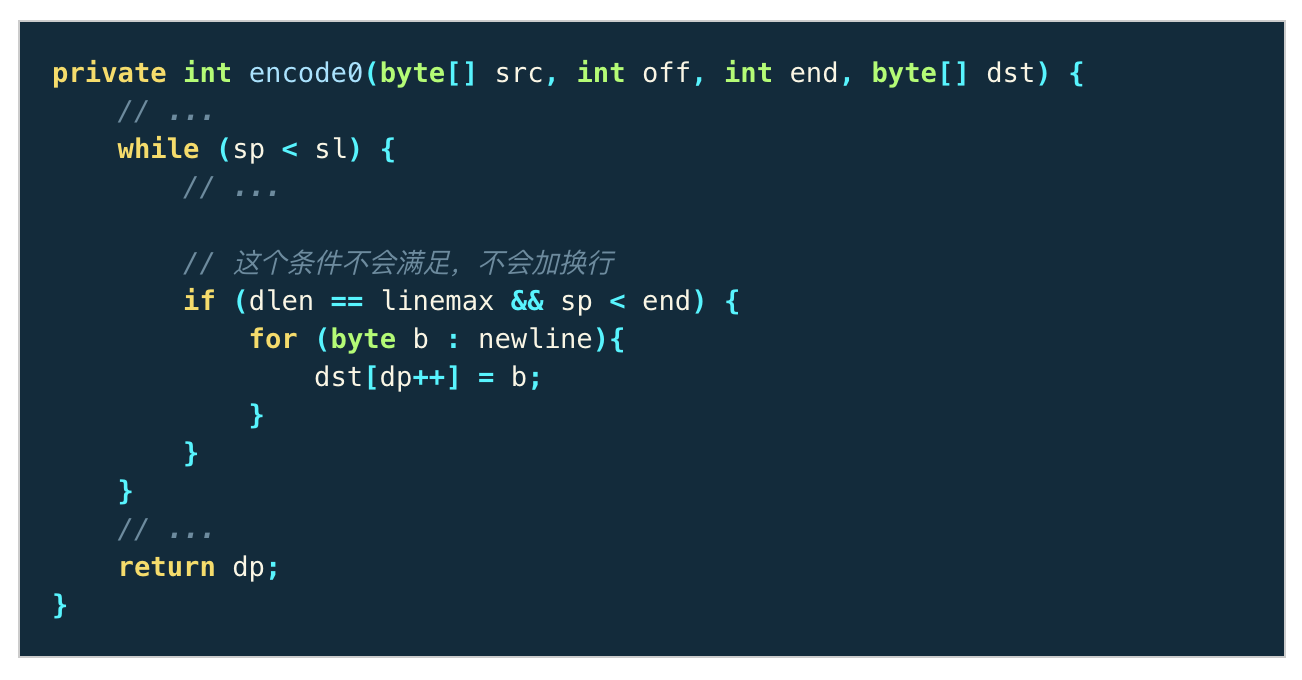 private int encode0(byte[] src, int off, int end, byte[] dst) {
    // ...
    while (sp < sl) {
        // ...

        // 这个条件不会满足, 不会加换行
        if (dlen == linemax && sp < end) {
            for (byte b : newline){
                dst[dp++] = b;
            }
        }
    }
    // ...
    return dp;
}